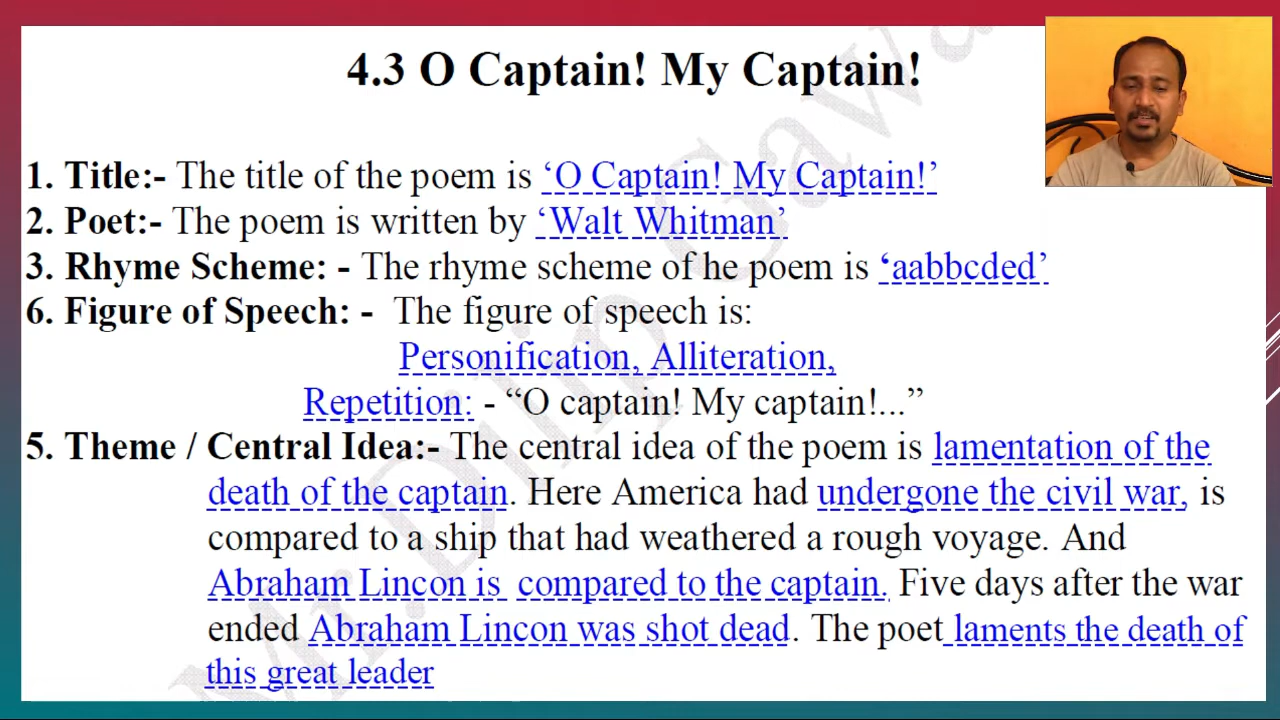 4.3 O Captain! My Captain!
1. Title:- The title of the poem is ‘O Captain! My Captain!’
2. Poet:- The poem is written by ‘Walt Whitman’
3. Rhyme Scheme: - The rhyme scheme of he poem is ‘aabbcded’
6. Figure of Speech: - The figure of speech is:
Personification, Alliteration,
Repetition: - “O captain! My captain!...”
5. Theme / Central Idea:- The central idea of the poem is lamentation of the
death of the captain. Here America had undergone the civil war, is
compared to a ship that had weathered a rough voyage. And
Abraham Lincon is compared to the captain. Five days after the war
ended Abraham Lincon was shot dead. The poet laments the death of
this great leader
Mr. Dilip Gawa